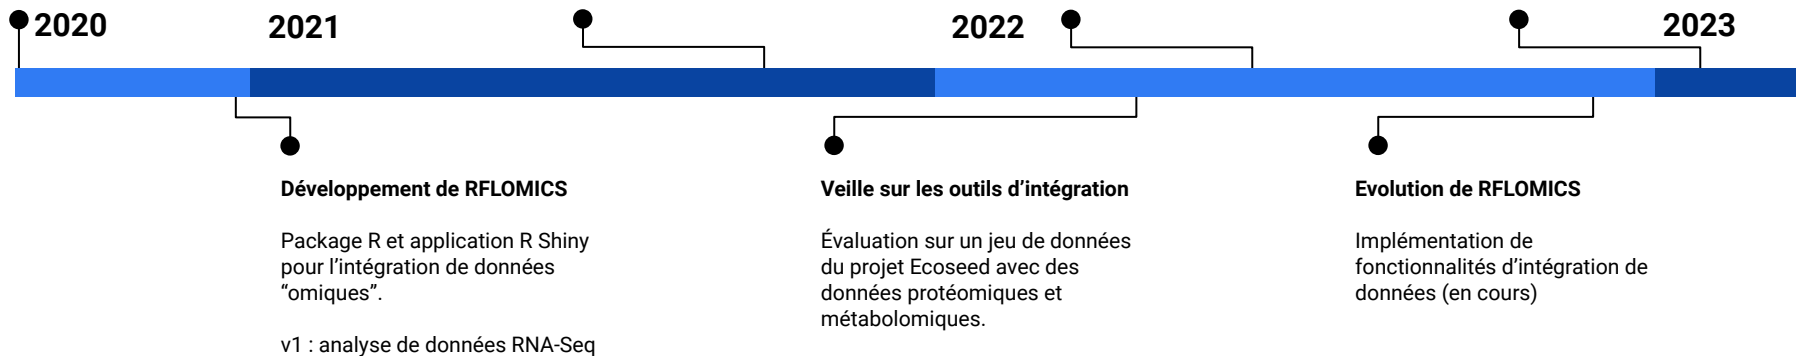 2020
2021
2022
2023
Développement de RFLOMICS
Package R et application R Shiny
pour l’intégration de données
“omiques”.
v1 : analyse de données RNA-Seq
Veille sur les outils d’intégration
Évaluation sur un jeu de données
du projet Ecoseed avec des
données protéomiques et
métabolomiques.
Evolution de RFLOMICS
Implémentation de
fonctionnalités d’intégration de
données (en cours)